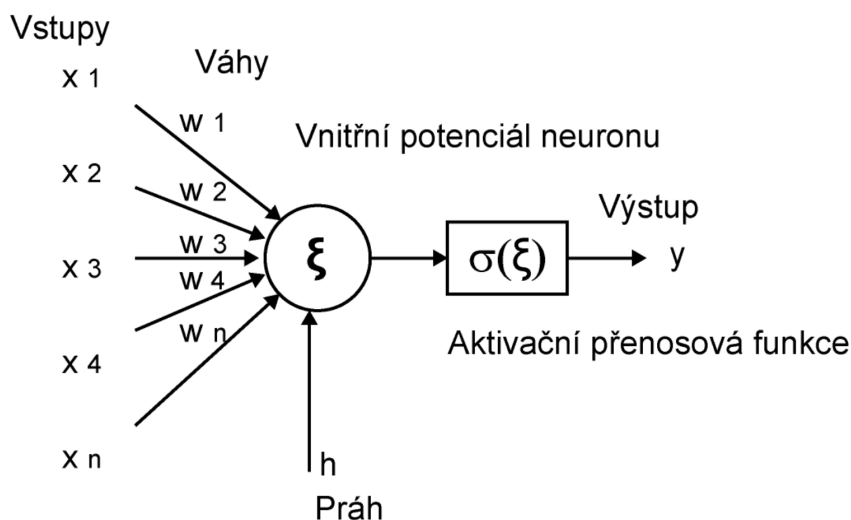 Vstupy
x 1
Váhy
w 1
Vnitřní potenciál neuronu
x 2
w 2
Výstup
w 3
ξ
σ(ξ)
y
x 3
w 4
w n
Aktivační přenosová funkce
x 4
x n
h
Práh